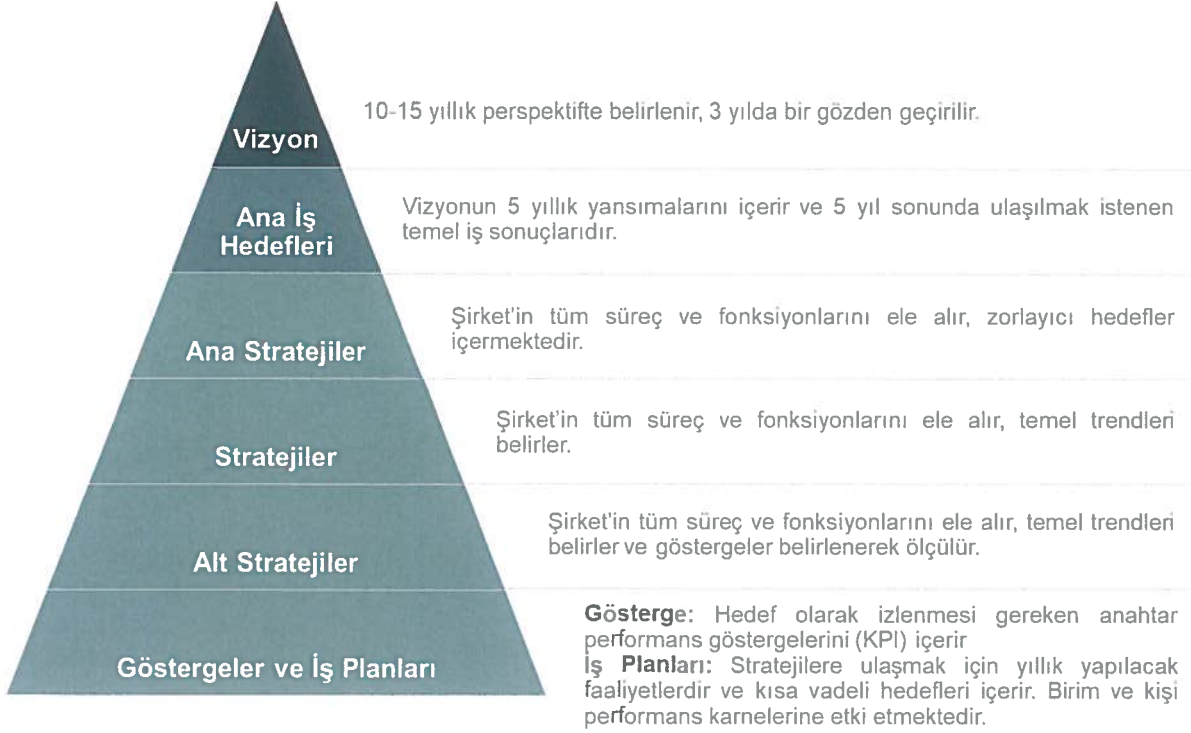 Vizyon
10-15 yıllık perspektifte belirlenir, 3 yılda bir gözden geçirilir.
Ana İş
Hedefleri
Vizyonun 5 yıllık yansımalarını içerir ve 5 yıl sonunda ulaşılmak istenen
temel iş sonuçlarıdır.
Ana Stratejiler
Şirket'in tüm süreç ve fonksiyonlarını ele alır, zorlayıcı hedefler
içermektedir.
Stratejiler
Şirket'in tüm süreç ve fonksiyonlarını ele alır, temel trendleri
belirler.
Alt Stratejiler
Şirket'in tüm süreç ve fonksiyonlarını ele alır, temel trendleri
belirler ve göstergeler belirlenerek ölçülür.
Göstergeler ve İş Planları
Gösterge: Hedef olarak izlenmesi gereken anahtar
performans göstergelerini (KPI) içerir
İş Planları: Stratejilere ulaşmak için yıllık yapılacak
faaliyetlerdir ve kısa vadeli hedefleri içerir. Birim ve kişi
performans karnelerine etki etmektedir.